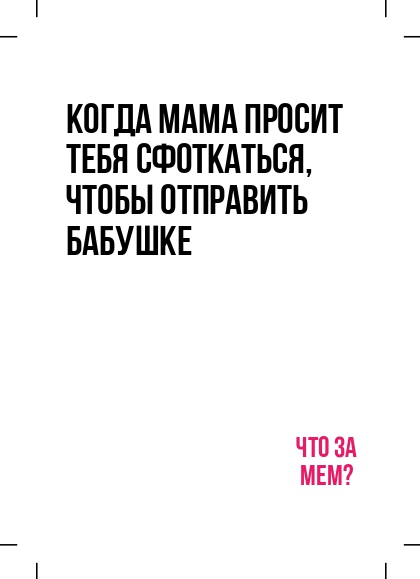 КОГДА МАМА ПРОСИТ
ТЕБЯ СФОТКАТЬСЯ,
ЧТОБЫ ОТПРАВИТЬ
БАБУШКЕ
ЧТО ЗА
МЕМ?